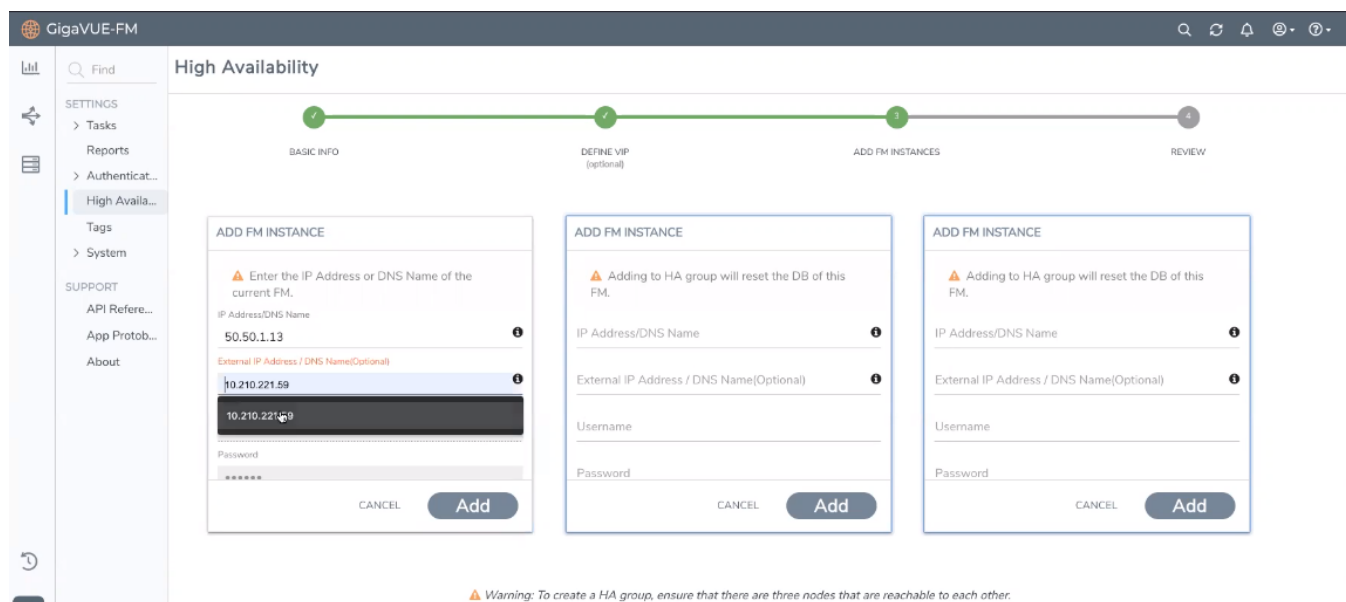 GigaVUE-FM
Find
High Availability
SETTINGS
Tasks
Reports
Authenticat...
High Availa...
Tags
System
SUPPORT
API Refere...
App Protob...
About
3
4
BASIC INFO
DEFINE VIP
(optional)
ADD FM INSTANCES
REVIEW
ADD FM INSTANCE
Enter the IP Address or DNS Name of the
current FM.
IP Address/DNS Name
50.50.1.13
External IP Address / DNS Name(Optional)
10.210.221.59
10.210.221.59
Password
••••••
CANCEL
Add
ADD FM INSTANCE
Adding to HA group will reset the DB of this
FM.
IP Address/DNS Name
External IP Address / DNS Name(Optional)
Username
Password
CANCEL
Add
ADD FM INSTANCE
Adding to HA group will reset the DB of this
FM.
IP Address/DNS Name
External IP Address / DNS Name(Optional)
Username
Password
CANCEL
Add
Warning: To create a HA group, ensure that there are three nodes that are reachable to each other.